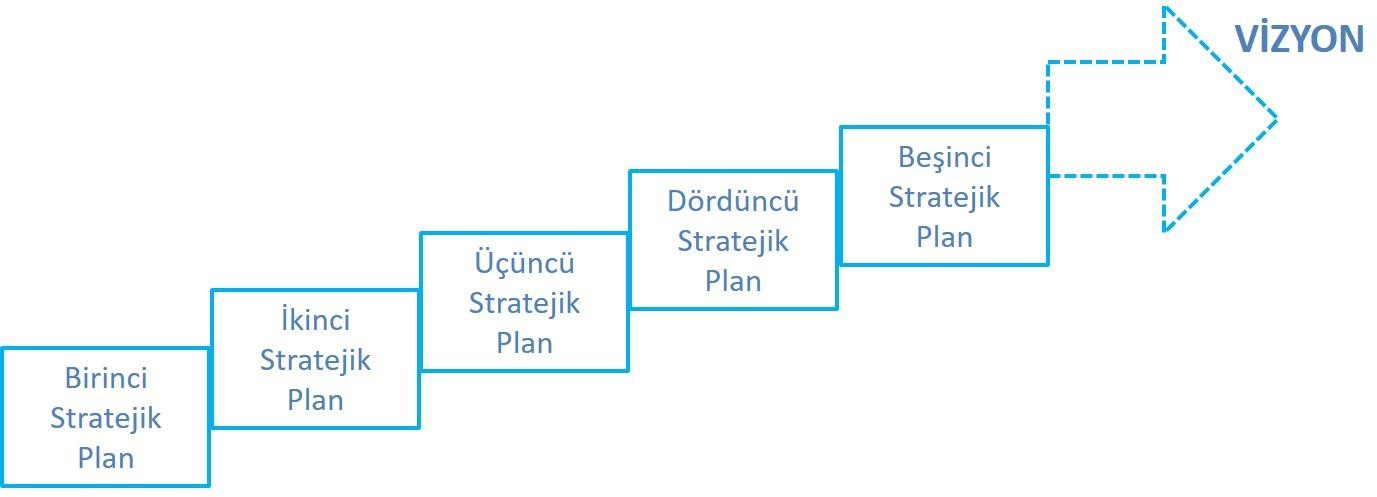 Birinci
Stratejik
Plan
İkinci
Stratejik
Plan
Üçüncü
Stratejik
Plan
Dördüncü
Stratejik
Plan
Beşinci
Stratejik
Plan
VİZYON